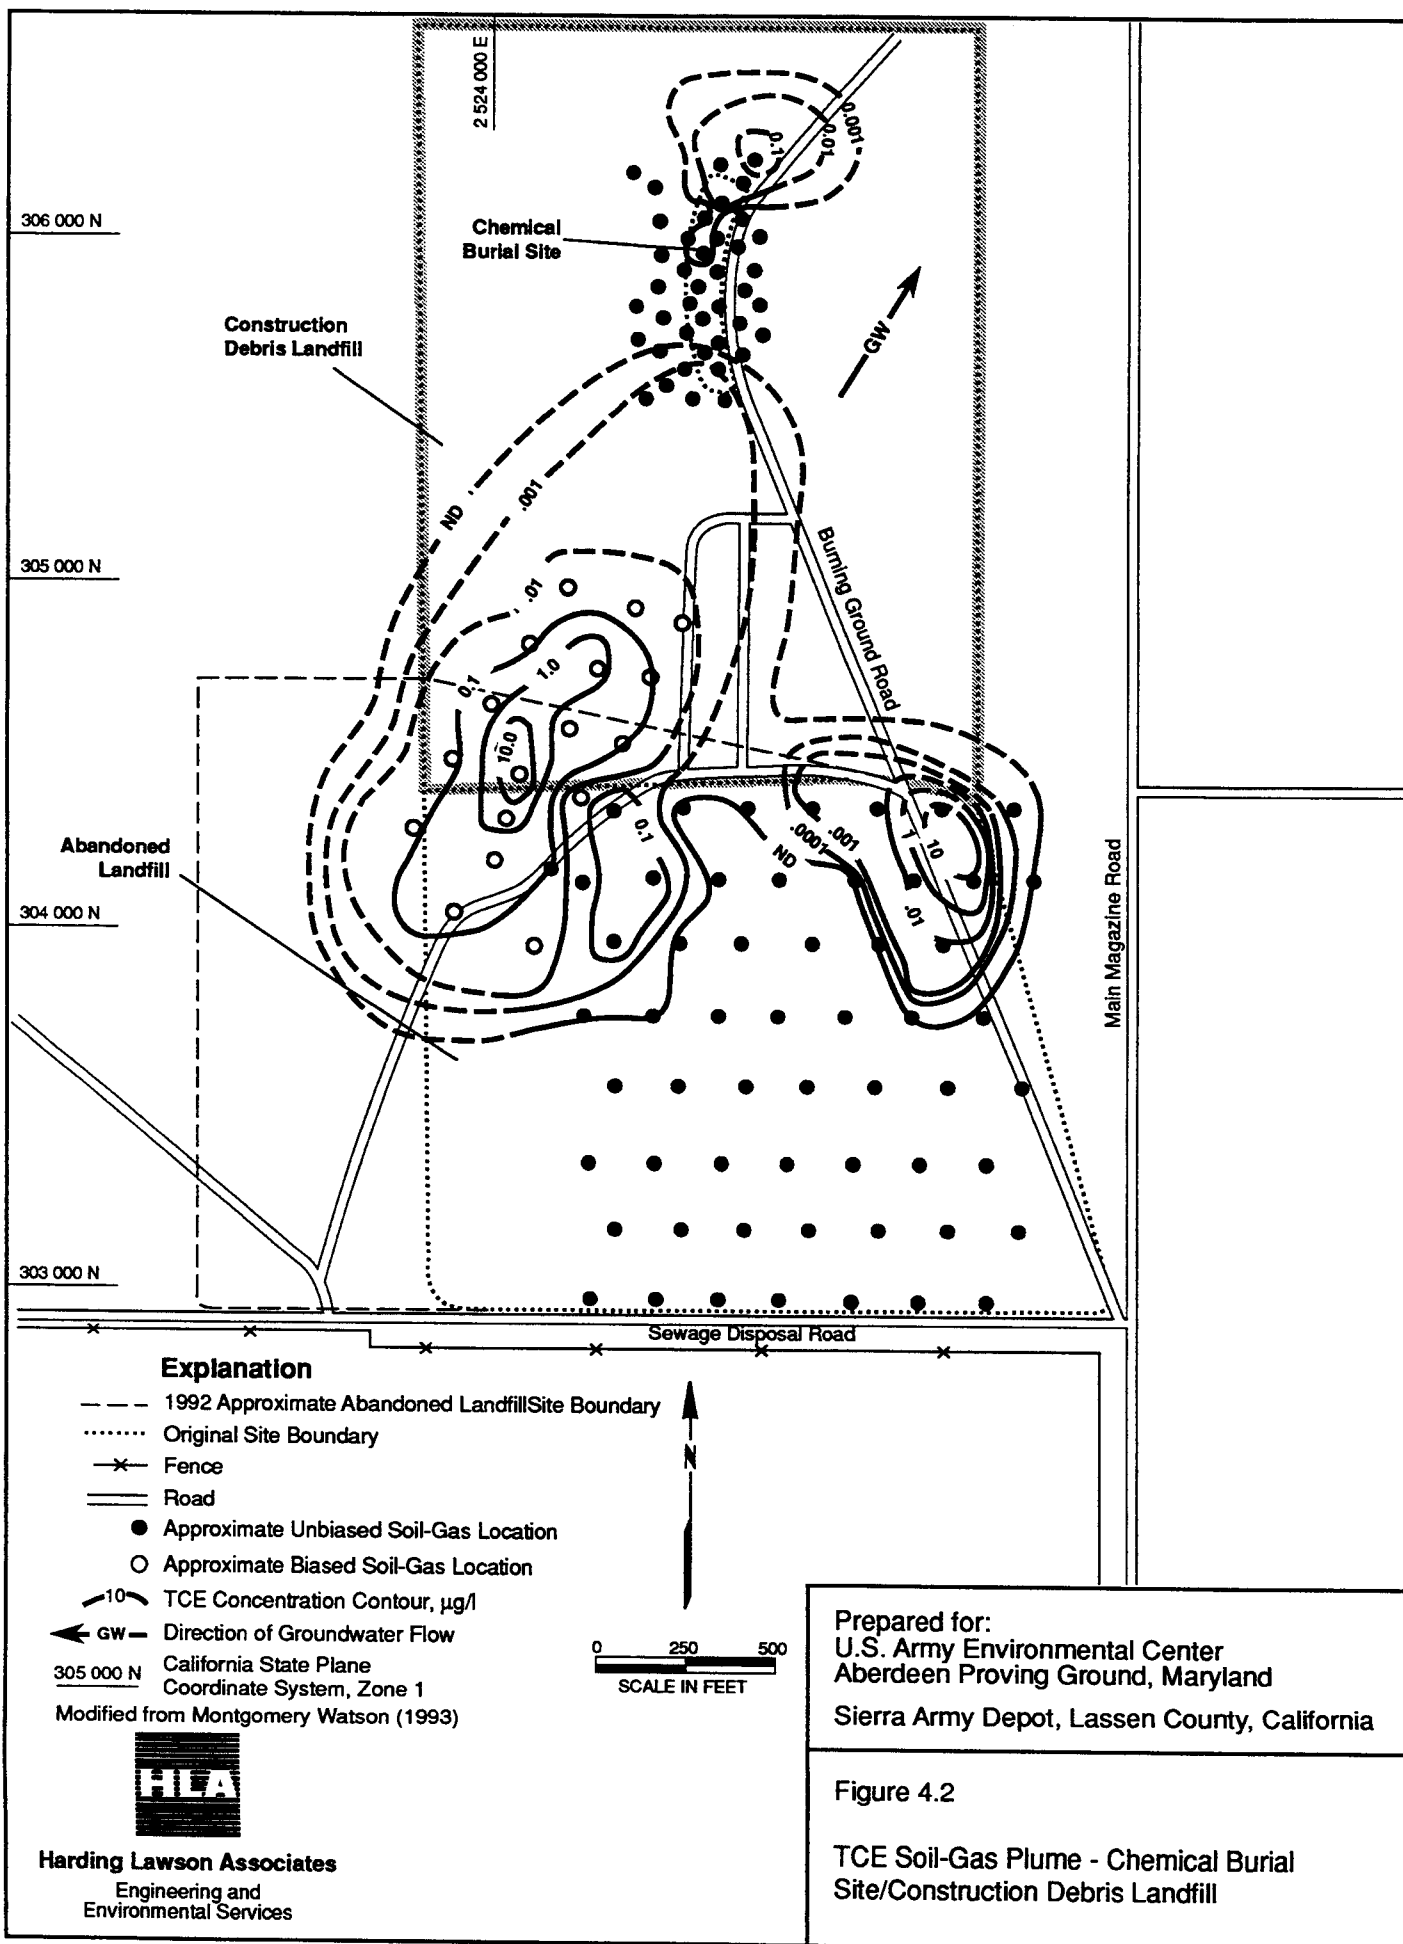 2 524 000 E
0.001
0.01
0.1
306 000 N
Chemical
Burial Site
GW
Construction
Debris Landfill
ND
.001
305 000 N
.01
Burning Ground Road
0.1
1.0
10.0
0.1
.0001
.001
ND
1
10
.01
Abandoned
Landfill
304 000 N
Main Magazine Road
303 000 N
Sewage Disposal Road
Explanation
1992 Approximate Abandoned LandfillSite Boundary
Original Site Boundary
Fence
Road
Approximate Unbiased Soil-Gas Location
Approximate Biased Soil-Gas Location
10 TCE Concentration Contour, µg/l
GW Direction of Groundwater Flow
305 000 N California State Plane
Coordinate System, Zone 1
Modified from Montgomery Watson (1993)
N
0 250 500
SCALE IN FEET
HLA
Harding Lawson Associates
Engineering and
Environmental Services
Prepared for:
U.S. Army Environmental Center
Aberdeen Proving Ground, Maryland
Sierra Army Depot, Lassen County, California
Figure 4.2
TCE Soil-Gas Plume - Chemical Burial
Site/Construction Debris Landfill